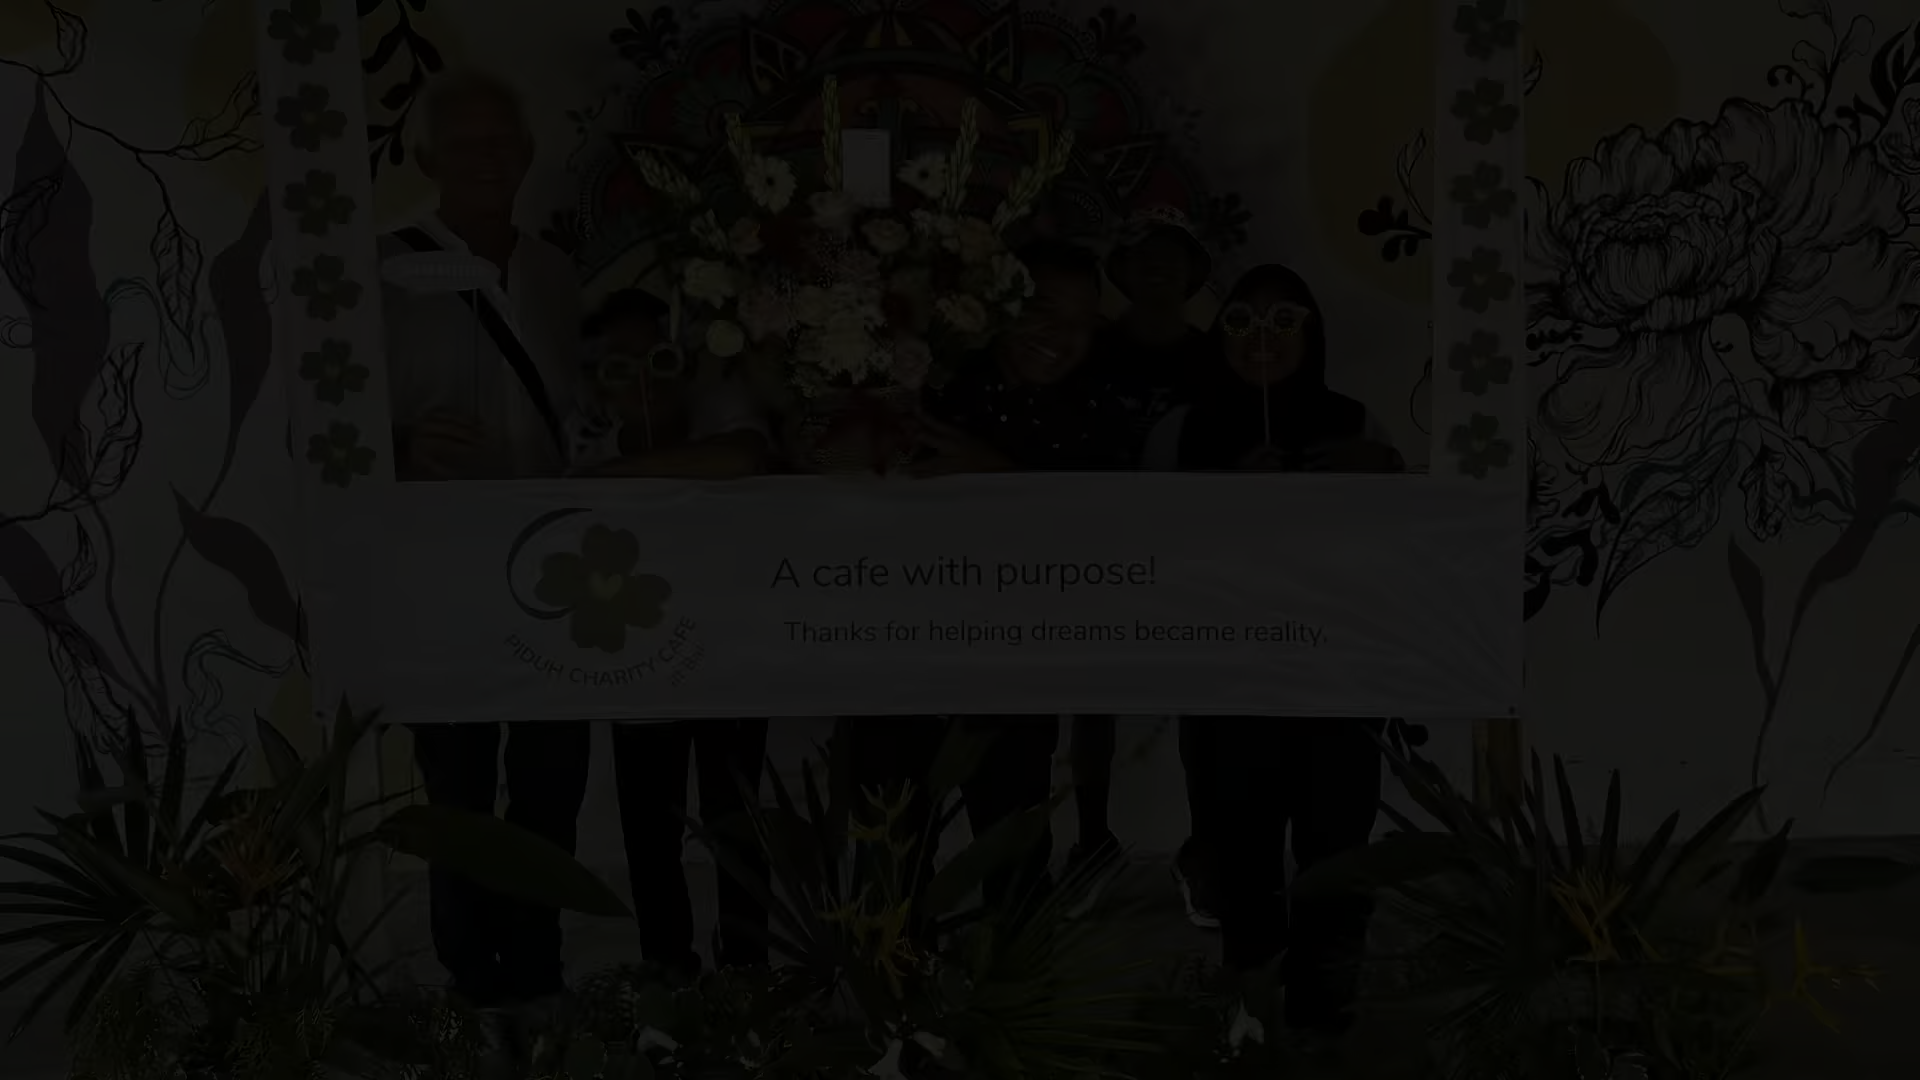 A cafe with purpose!
Thanks for helping dreams became reality.
PIDUH CHARITY CAFE